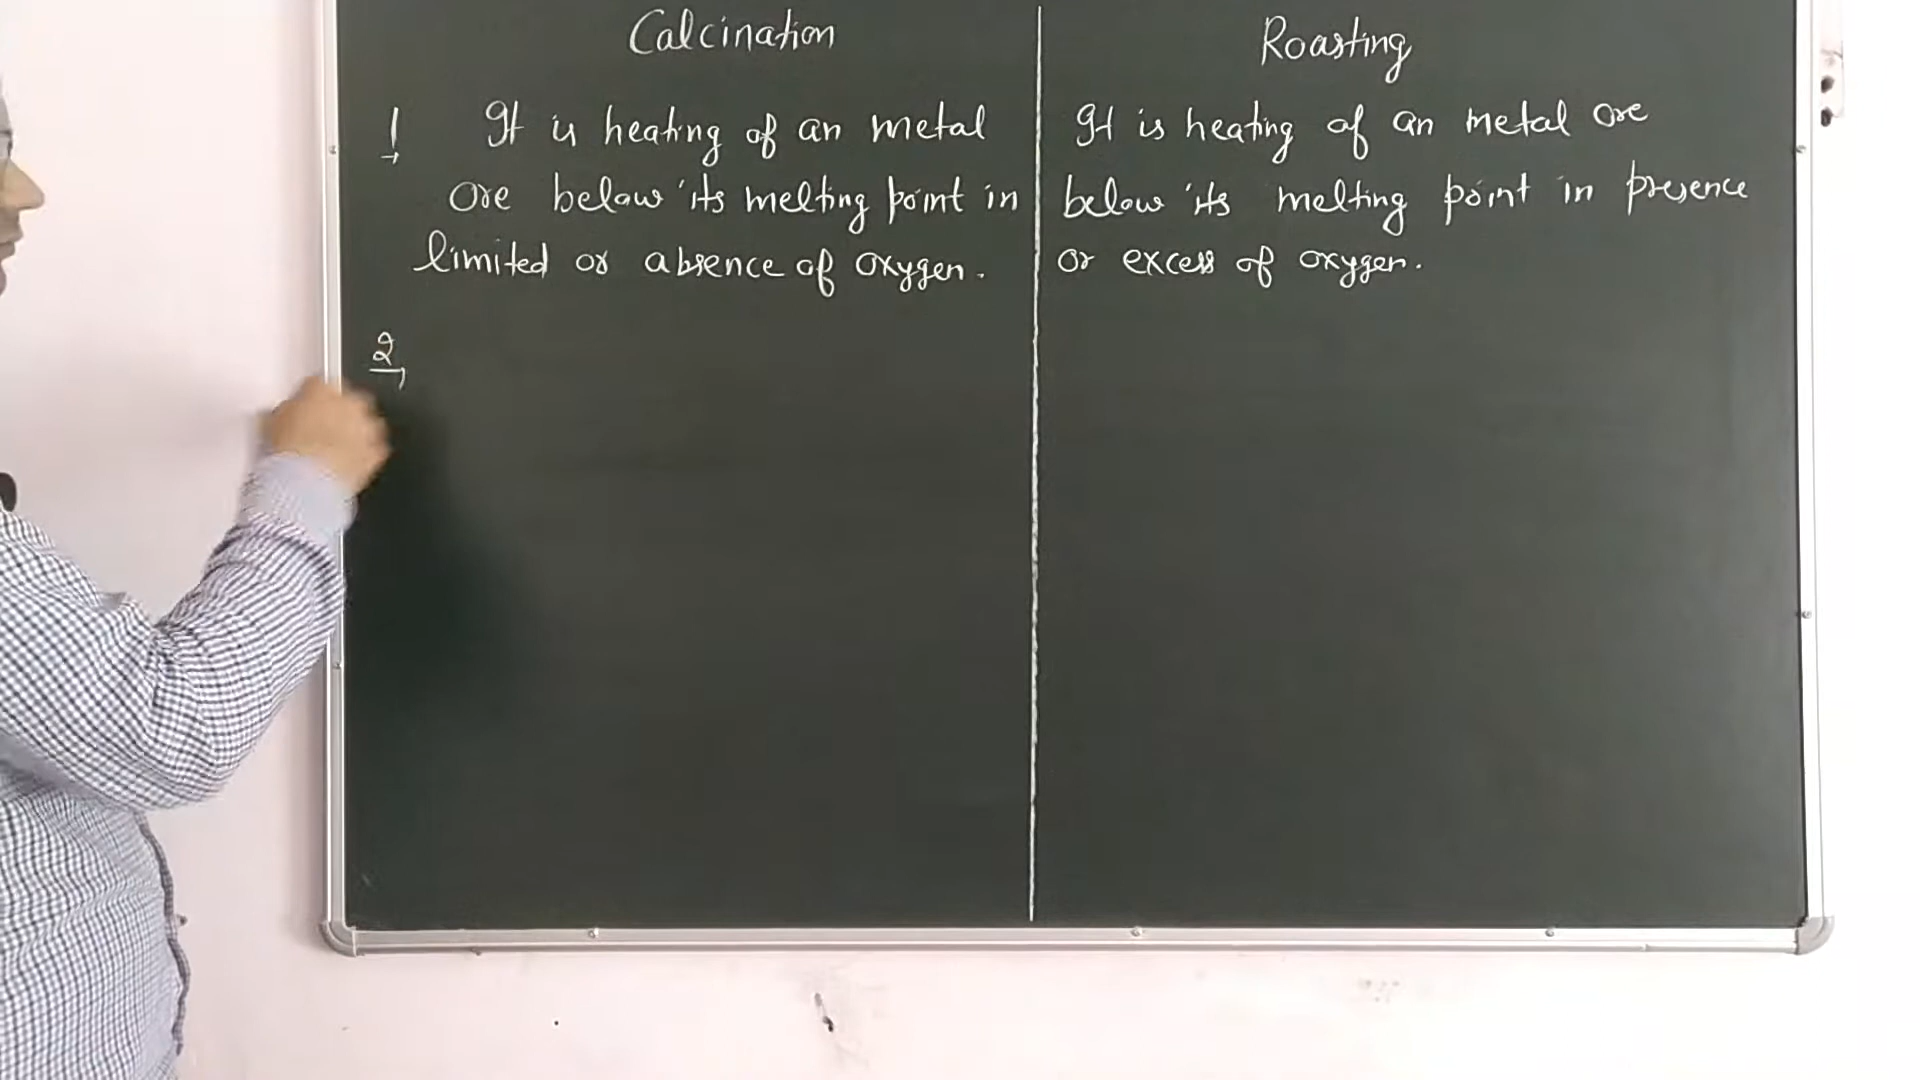 Calcination
Roasting
1 It is heating of an metal
ore below its melting point in
limited or absence of oxygen.
It is heating of an metal ore
below its melting point in presence
or excess of oxygen.
2,